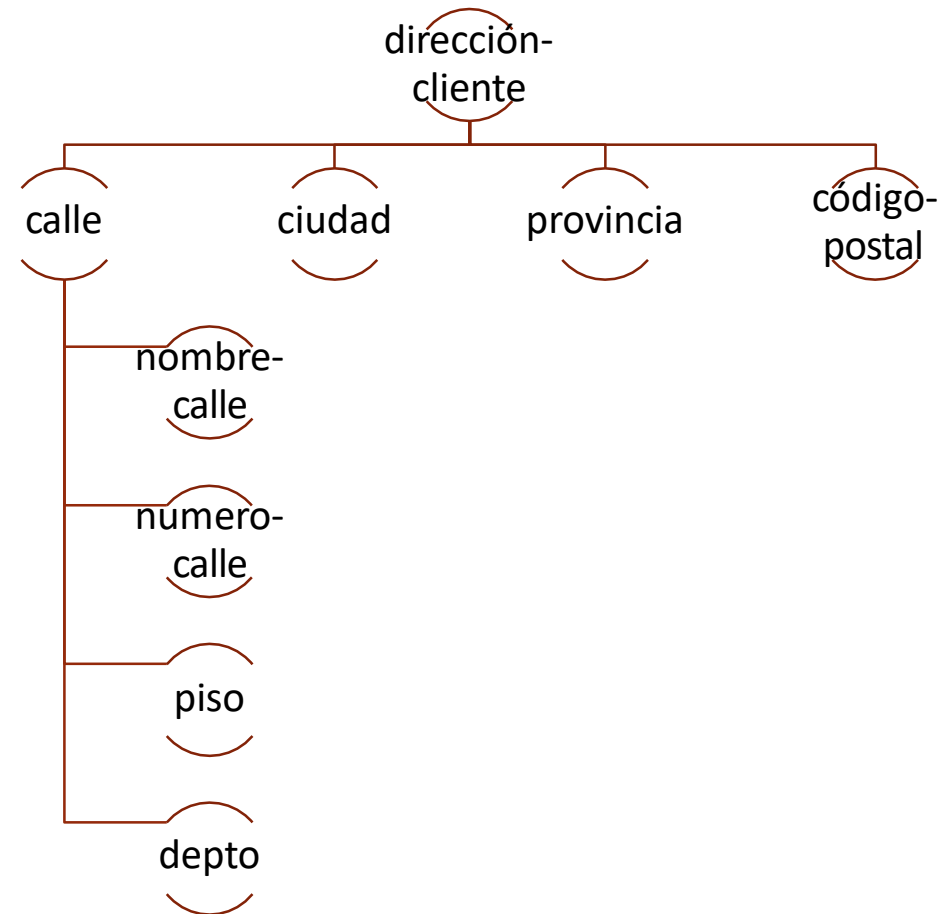 dirección-
cliente
calle
ciudad
provincia
código-
postal
nombre-
calle
numero-
calle
piso
depto